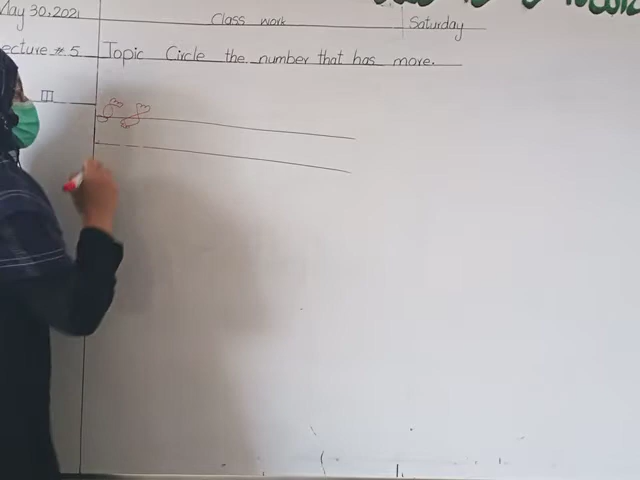 May 30, 2021 Class work Saturday
Lecture # 5 Topic Circle the number that has more.